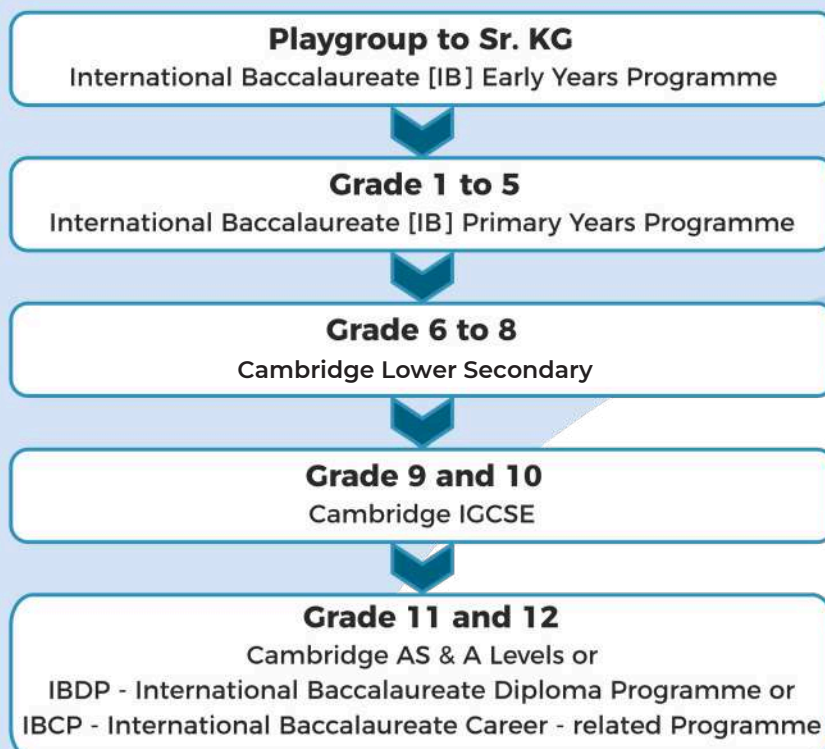 Playgroup to Sr. KG
International Baccalaureate [IB] Early Years Programme
Grade 1 to 5
International Baccalaureate [IB] Primary Years Programme
Grade 6 to 8
Cambridge Lower Secondary
Grade 9 and 10
Cambridge IGCSE
Grade 11 and 12
Cambridge AS & A Levels or
IBDP - International Baccalaureate Diploma Programme or
IBCP - International Baccalaureate Career - related Programme